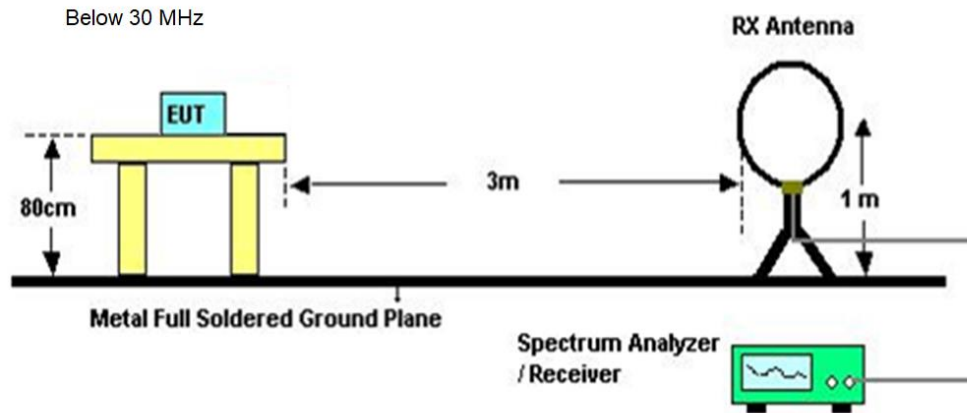 Below 30 MHz
RX Antenna
EUT
80cm
3m
1 m
Metal Full Soldered Ground Plane
Spectrum Analyzer
/ Receiver